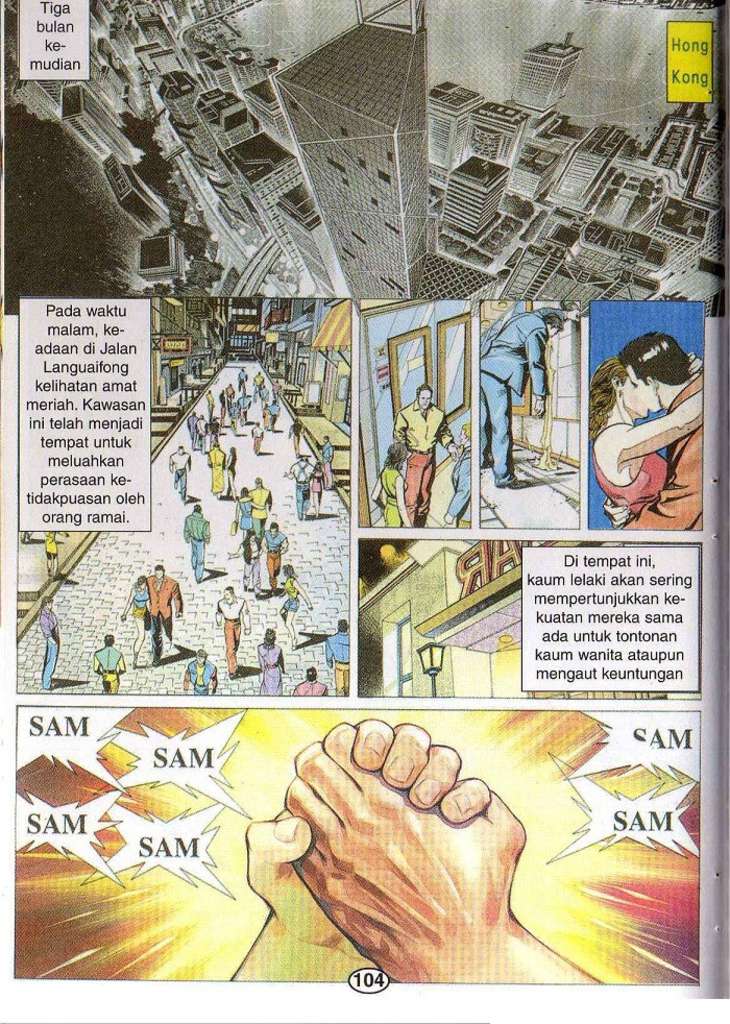 Tiga
bulan
ke-
mudian
Hong
Kong
Pada waktu
malam, ke-
adaan di Jalan
Languaifong
kelihatan amat
meriah. Kawasan
ini telah menjadi
tempat untuk
meluahkan
perasaan ke-
tidakpuasan oleh
orang ramai.
BAR
Di tempat ini,
kaum lelaki akan sering
mempertunjukkan ke-
kuatan mereka sama
ada untuk tontonan
kaum wanita ataupun
mengaut keuntungan
SAM
SAM
SAM
SAM
SAM
SAM
104